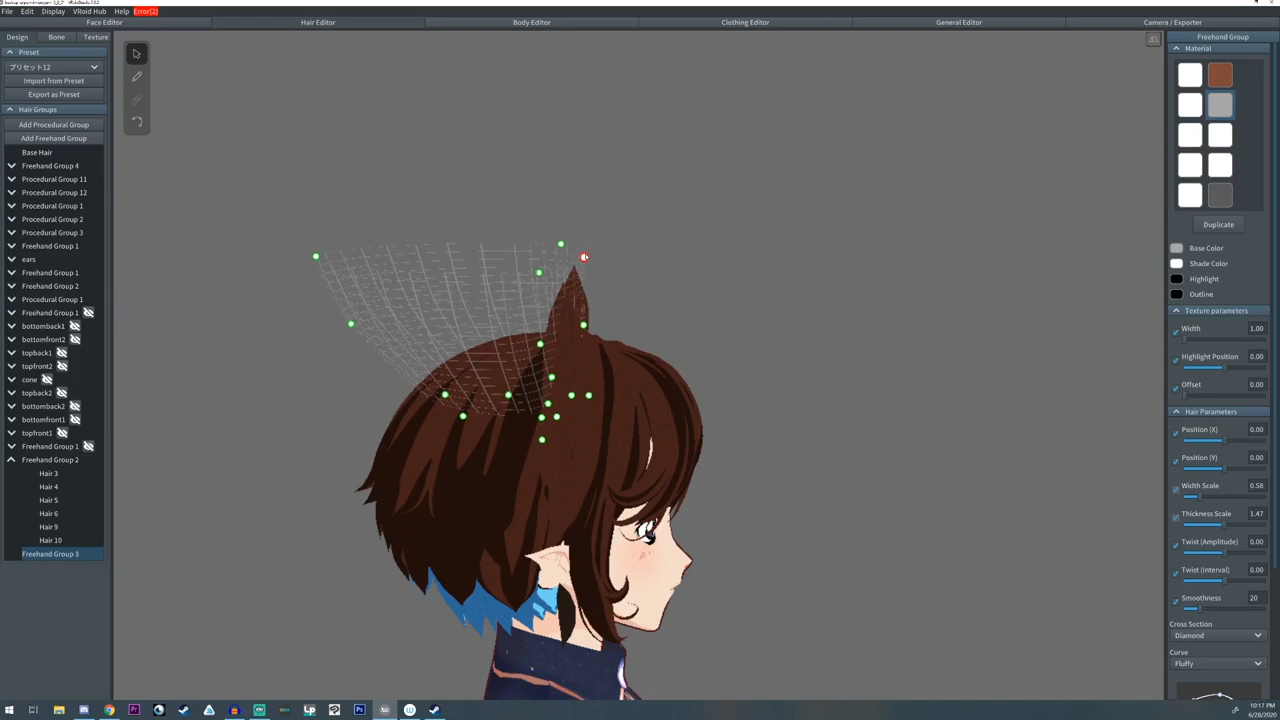 File Edit Display VRoid Hub Help Error(2)
Face Editor Hair Editor Body Editor Clothing Editor General Editor Camera / Exporter
Design Bone Texture
Preset
プリセット12
Import from Preset
Export as Preset
Hair Groups
Add Procedural Group
Add Freehand Group
Base Hair
Freehand Group 4
Procedural Group 11
Procedural Group 12
Procedural Group 1
Procedural Group 2
Procedural Group 3
Freehand Group 1
ears
Freehand Group 1
Freehand Group 2
Procedural Group 1
Freehand Group 1
bottomback1
bottomfront2
topback1
topfront2
cone
topback2
bottomback2
bottomfront1
topfront1
Freehand Group 1
Freehand Group 2
Hair 3
Hair 4
Hair 5
Hair 6
Hair 9
Hair 10
Freehand Group 3
Freehand Group
Material
Duplicate
Base Color
Shade Color
Highlight
Outline
Texture parameters
Width 1.00
Highlight Position 0.00
Offset 0.00
Hair Parameters
Position (X) 0.00
Position (Y) 0.00
Width Scale 0.58
Thickness Scale 1.47
Twist (Amplitude) 0.00
Twist (Interval) 0.00
Smoothness 20
Cross Section
Diamond
Curve
Fluffy
10:17 PM
6/28/2020